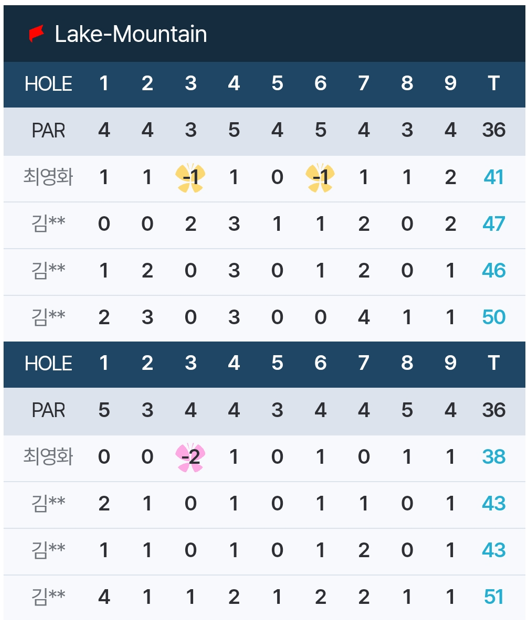 Lake-Mountain
HOLE 1 2 3 4 5 6 7 8 9 T
PAR 4 4 3 5 4 5 4 3 4 36
최영화 1 1 -1 1 0 -1 1 1 2 41
김** 0 0 2 3 1 1 2 0 2 47
김** 1 2 0 3 0 1 2 0 1 46
김** 2 3 0 3 0 0 4 1 1 50
HOLE 1 2 3 4 5 6 7 8 9 T
PAR 5 3 4 4 3 4 4 5 4 36
최영화 0 0 -2 1 0 1 0 1 1 38
김** 2 1 0 1 0 1 1 0 1 43
김** 1 1 0 1 0 1 2 0 1 43
김** 4 1 1 2 1 2 2 1 1 51